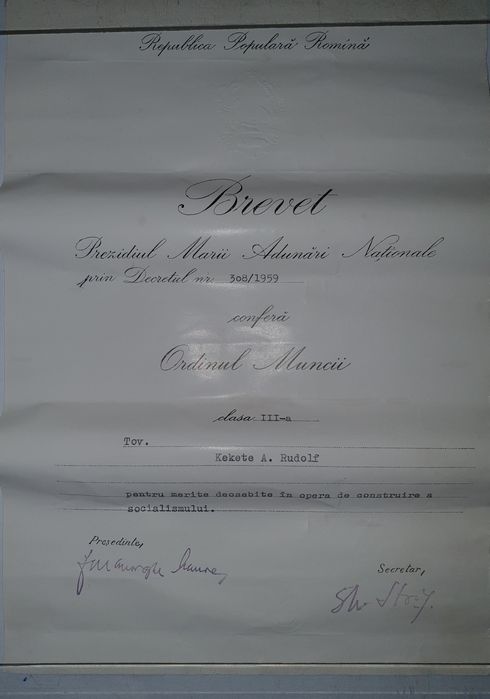 Republica Populară Romînă
Brevet
Prezidiul Marii Adunări Naționale
prin Decretul nr. 308/1959
conferă
Ordinul Muncii
clasa III-a
Tov.
Kekete A. Rudolf
pentru merite deosebite în opera de construire a
socialismului.
Președinte,
Secretar,